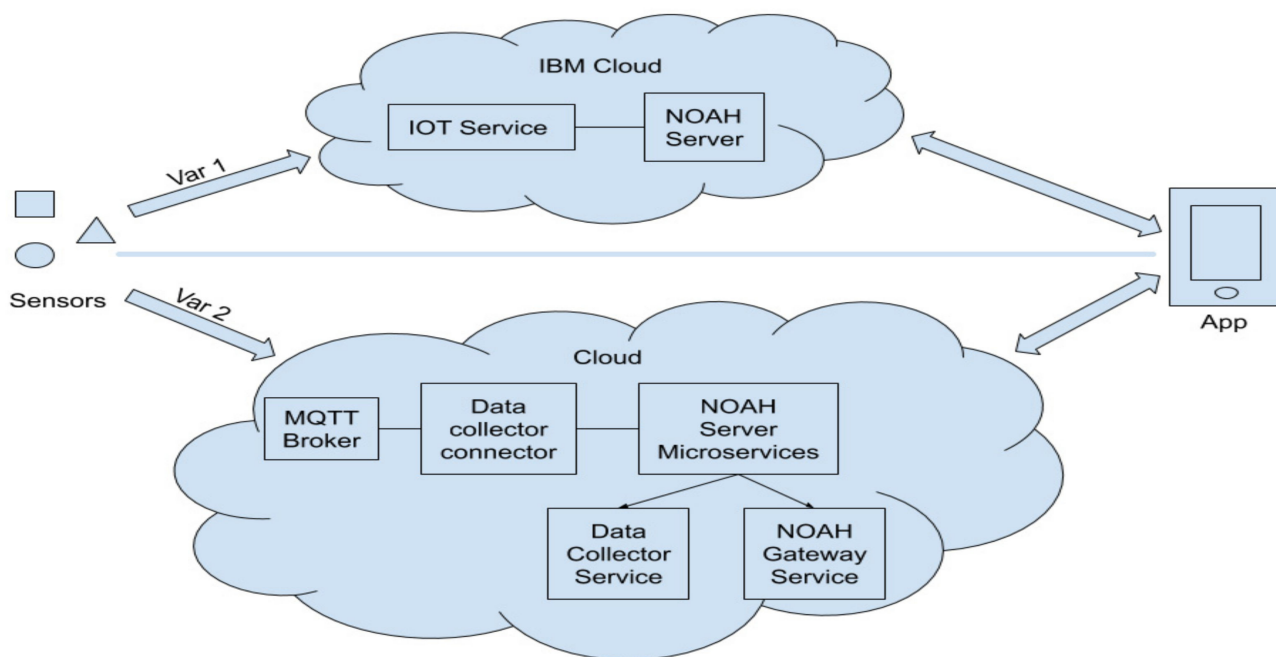 IBM Cloud
IOT Service
NOAH
Server
Var 1
Sensors
Var 2
App
Cloud
MQTT
Broker
Data
collector
connector
NOAH
Server
Microservices
Data
Collector
Service
NOAH
Gateway
Service